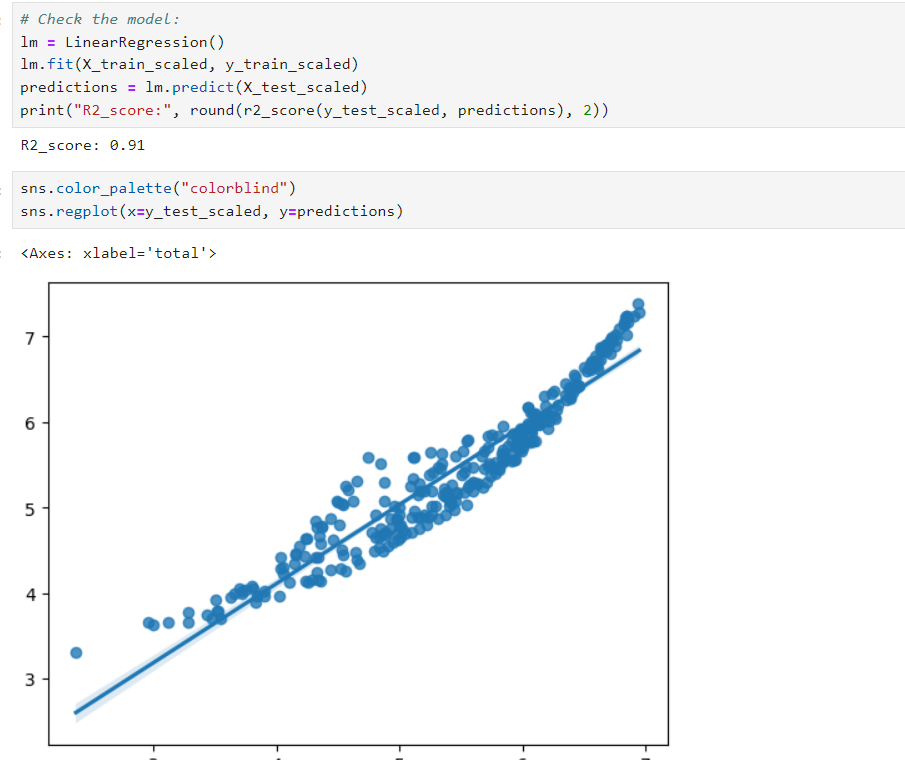 # Check the model:
lm = LinearRegression()
lm.fit(X_train_scaled, y_train_scaled)
predictions = lm.predict(X_test_scaled)
print("R2_score:", round(r2_score(y_test_scaled, predictions), 2))
R2_score: 0.91
sns.color_palette("colorblind")
sns.regplot(x=y_test_scaled, y=predictions)
<Axes: xlabel='total'>
7
6
5
4
3